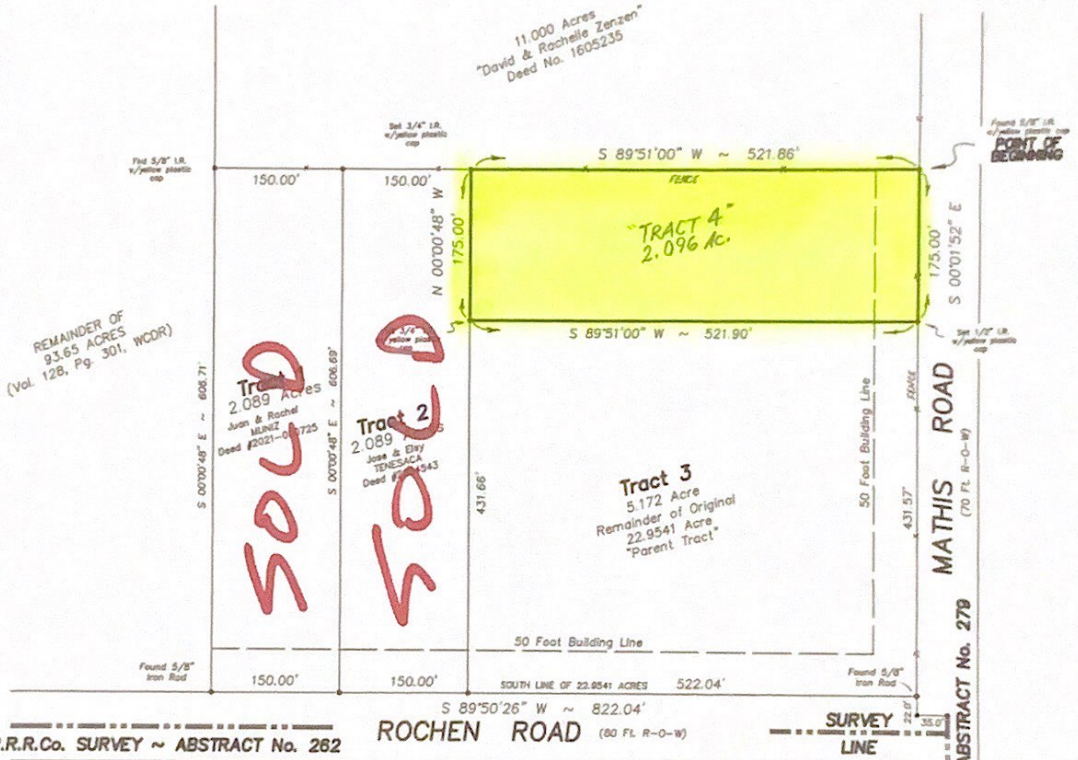 11.000 Acres
"David & Rachelle Zenzen"
Deed No. 1605235
Set 3/4" I.R.
w/yellow plastic
cap
Found 5/8" I.R.
w/yellow plastic cap
POINT OF
BEGINNING
Fnd 5/8" I.R.
w/yellow plastic
cap
S 89°51'00" W ~ 521.86'
150.00'
150.00'
FENCE
"TRACT 4"
2.096 Ac.
N 00°00'48" W
175.00'
175.00'
S 00°01'52" E
yellow plastic
cap
S 89°51'00" W ~ 521.90'
Set 1/2" I.R.
w/yellow plastic
cap
REMAINDER OF
93.65 ACRES
(Vol. 128, Pg. 301, WCDR)
S 00°00'48" E ~ 606.71'
Tract
2.089 Acres
Juan & Rachel
MUNIZ
SOLD
S 00°00'48" E ~ 606.69'
Tract 2
2.089
Jose & Elsy
TENESACA
SOLD
431.66'
Tract 3
5.172 Acre
Remainder of Original
22.9541 Acre
"Parent Tract"
50 Foot Building Line
FENCE
431.57'
MATHIS ROAD
(70 Ft. R-O-W)
ABSTRACT No. 279
50 Foot Building Line
Found 5/8"
Iron Rod
150.00'
150.00'
SOUTH LINE OF 22.9541 ACRES
522.04'
Found 5/8"
Iron Rod
S 89°50'26" W ~ 822.04'
22.0'
35.0'
R.R.Co. SURVEY ~ ABSTRACT No. 262
ROCHEN ROAD (80 Ft. R-O-W)
SURVEY
LINE